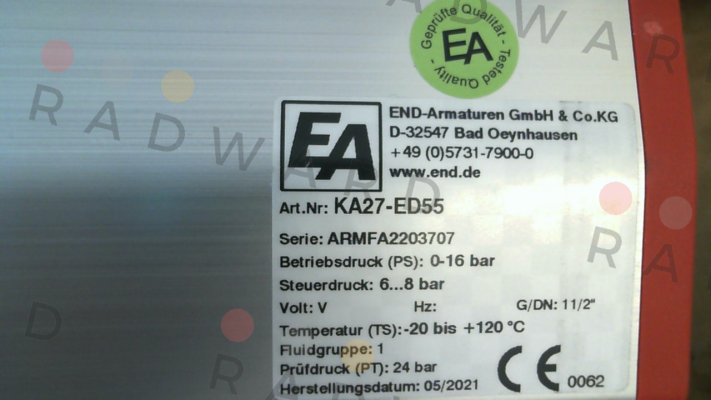 Geprüfte Qualität - Tested Quality -
EA
EA
END-Armaturen GmbH & Co.KG
D-32547 Bad Oeynhausen
+49 (0)5731-7900-0
www.end.de
Art.Nr: KA27-ED55
Serie: ARMFA2203707
Betriebsdruck (PS): 0-16 bar
Steuerdruck: 6...8 bar
Volt: V Hz: G/DN: 11/2"
Temperatur (TS):-20 bis +120 °C
Fluidgruppe: 1
Prüfdruck (PT): 24 bar
Herstellungsdatum: 05/2021
CE 0062
RADWARD
RADWAR
RA
D
RAD